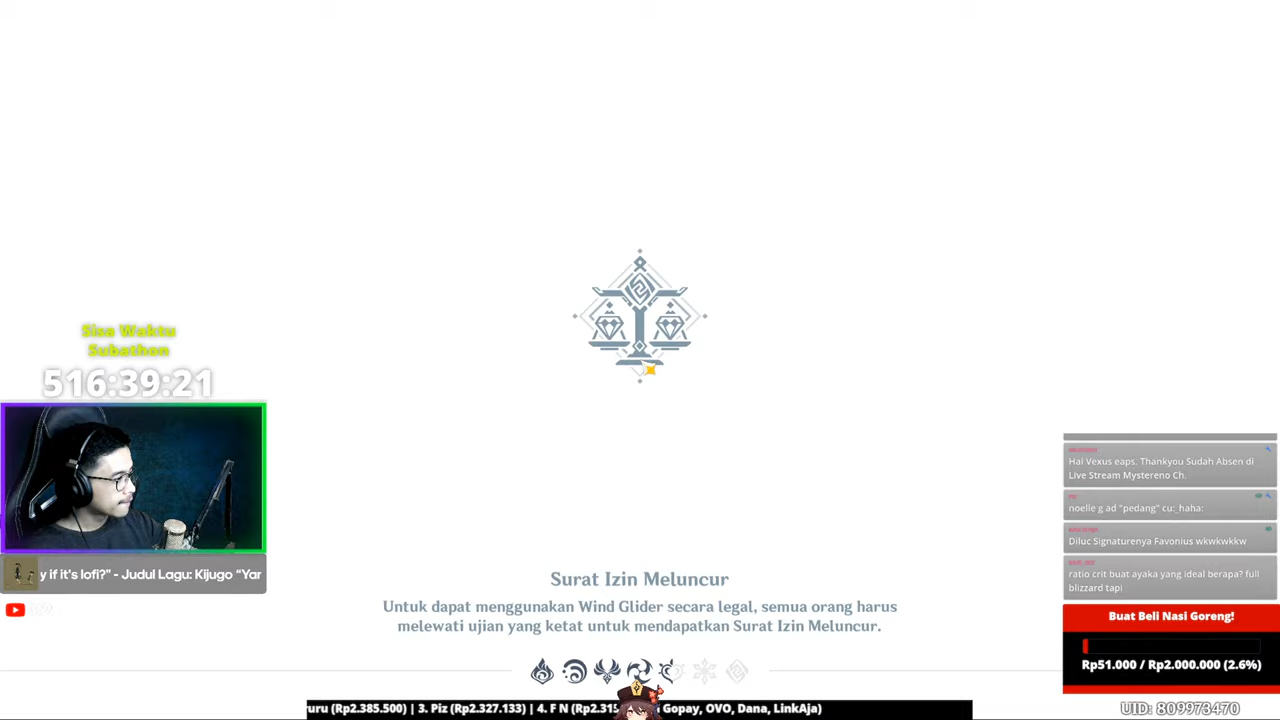 Sisa Waktu
Subathon
516:39:21
y if it's lofi?" - Judul Lagu: Kijugo "Yar
Hai Vexus eaps. Thankyou Sudah Absen di
Live Stream Mystereno Ch.
noelle g ad "pedang" cu:_haha:
Diluc Signaturenya Favonius wkwkwkkw
ratio crit buat ayaka yang ideal berapa? full
blizzard tapi
Surat Izin Meluncur
Untuk dapat menggunakan Wind Glider secara legal, semua orang harus
melewati ujian yang ketat untuk mendapatkan Surat Izin Meluncur.
Buat Beli Nasi Goreng!
Rp51.000 / Rp2.000.000 (2.6%)
uru (Rp2.385.500) | 3. Piz (Rp2.327.133) | 4. F N (Rp2.315 Gopay, OVO, Dana, LinkAja)
UID: 809973470